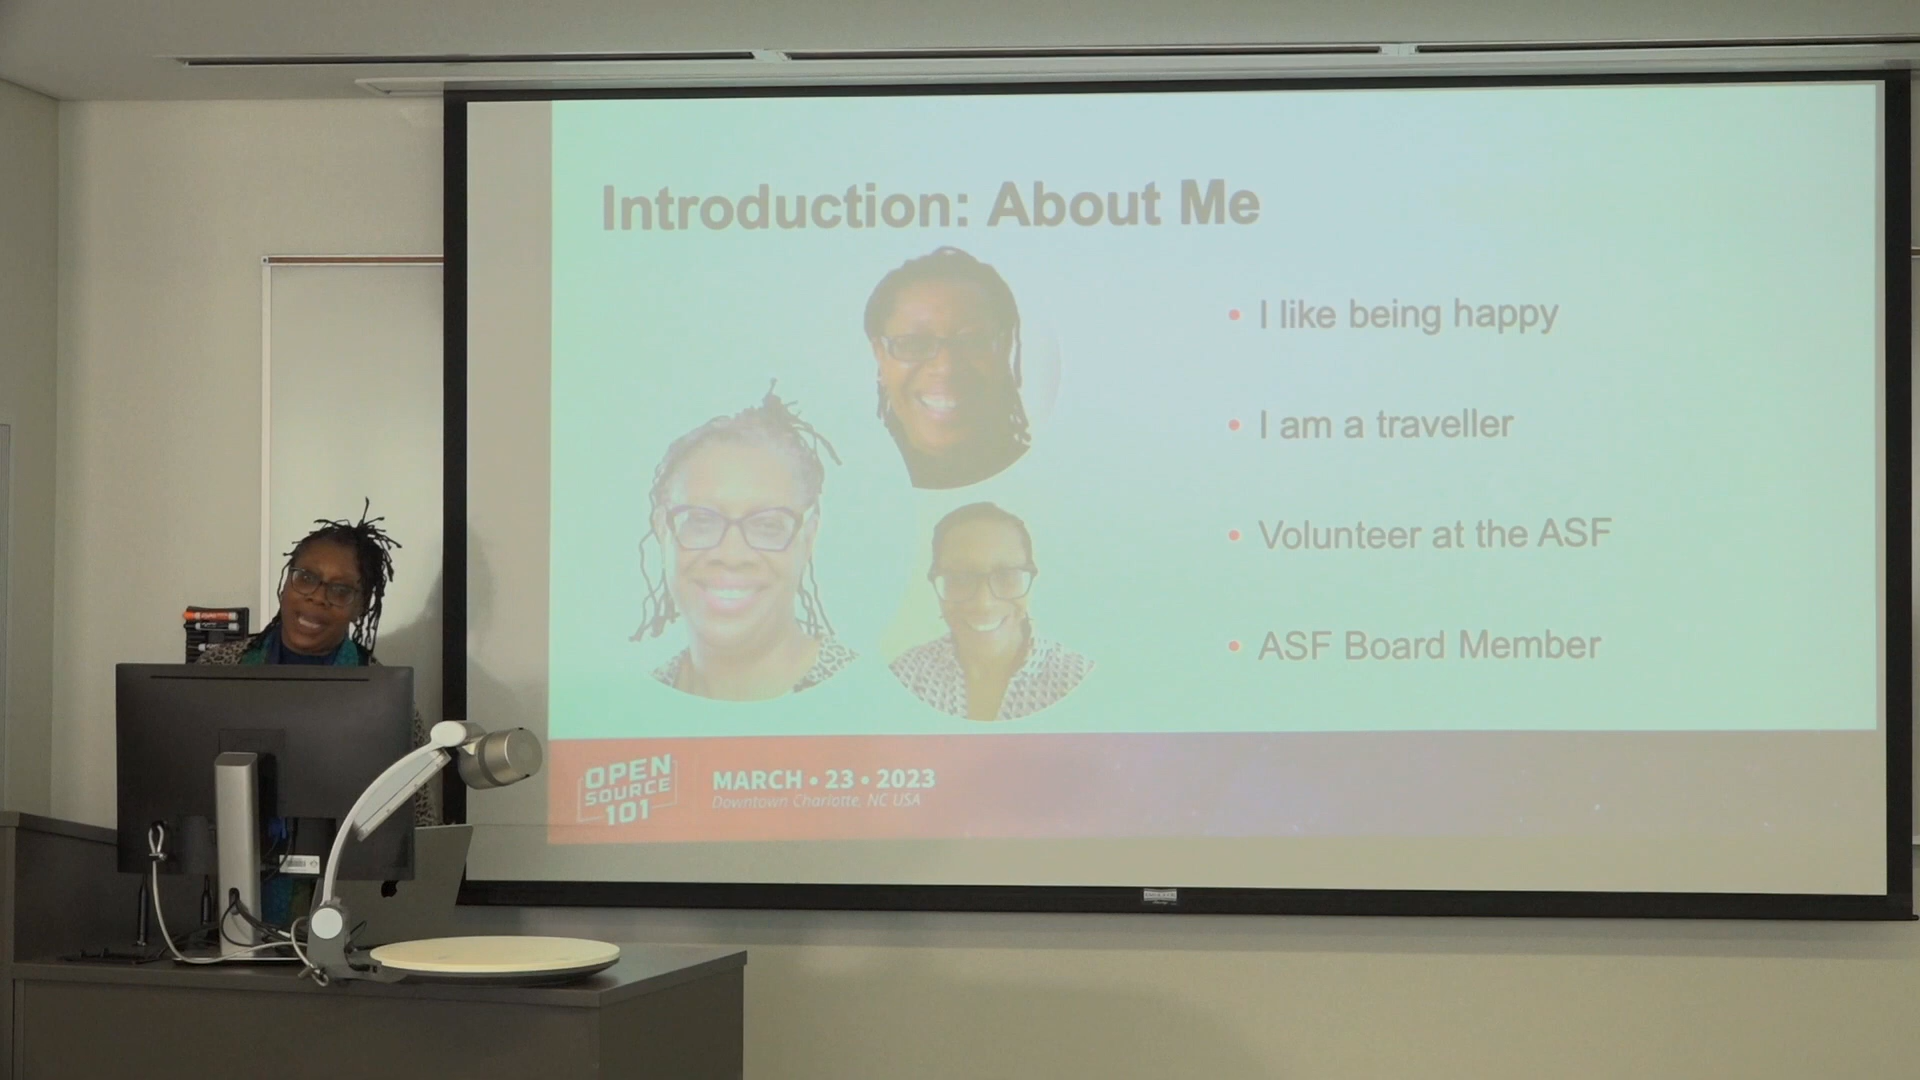 Introduction: About Me
• I like being happy
• I am a traveller
• Volunteer at the ASF
• ASF Board Member
OPEN
SOURCE
101
MARCH • 23 • 2023
Downtown Charlotte, NC USA